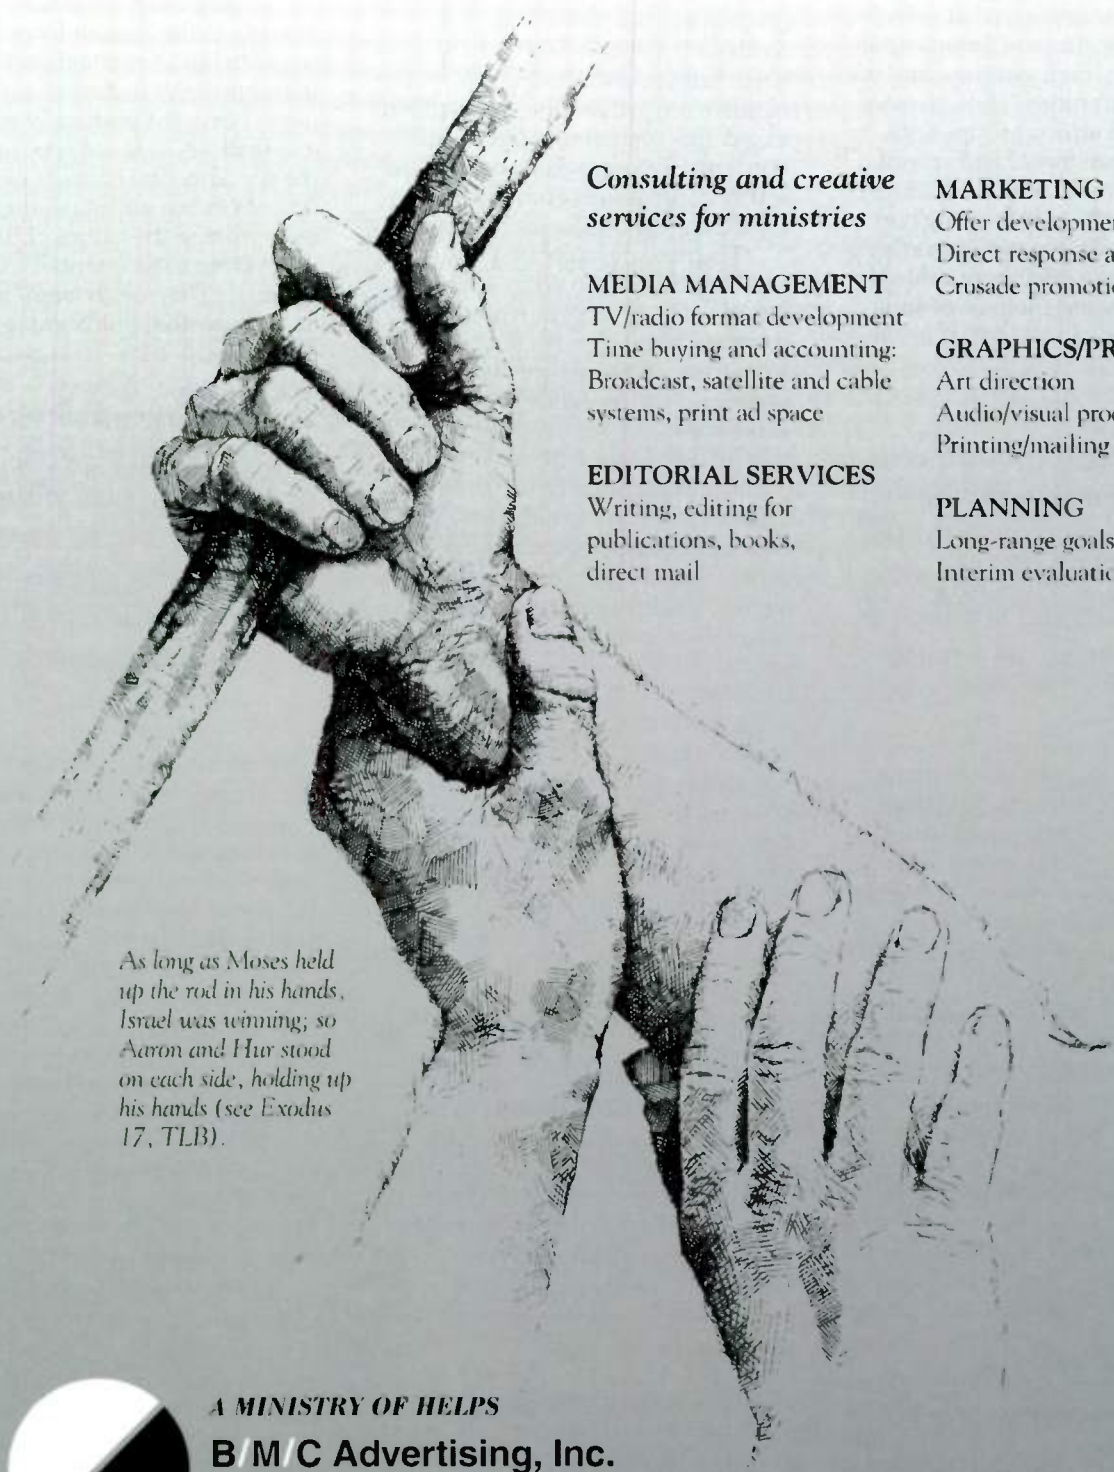 Consulting and creative
services for ministries
MEDIA MANAGEMENT
TV/radio format development
Time buying and accounting:
Broadcast, satellite and cable
systems, print ad space
EDITORIAL SERVICES
Writing, editing for
publications, books,
direct mail
MARKETING
Offer
Direct response
Crusade
GRAPHICS/
Art direction
Audio/visual
Printing/mailing
PLANNING
Long-range goals
Interim
As long as Moses held
up the rod in his hands,
Israel was winning; so
Aaron and Hur stood
on each side, holding up
his hands (see Exodus
17, TLB).
A MINISTRY OF HELPS
B/M/C Advertising, Inc.